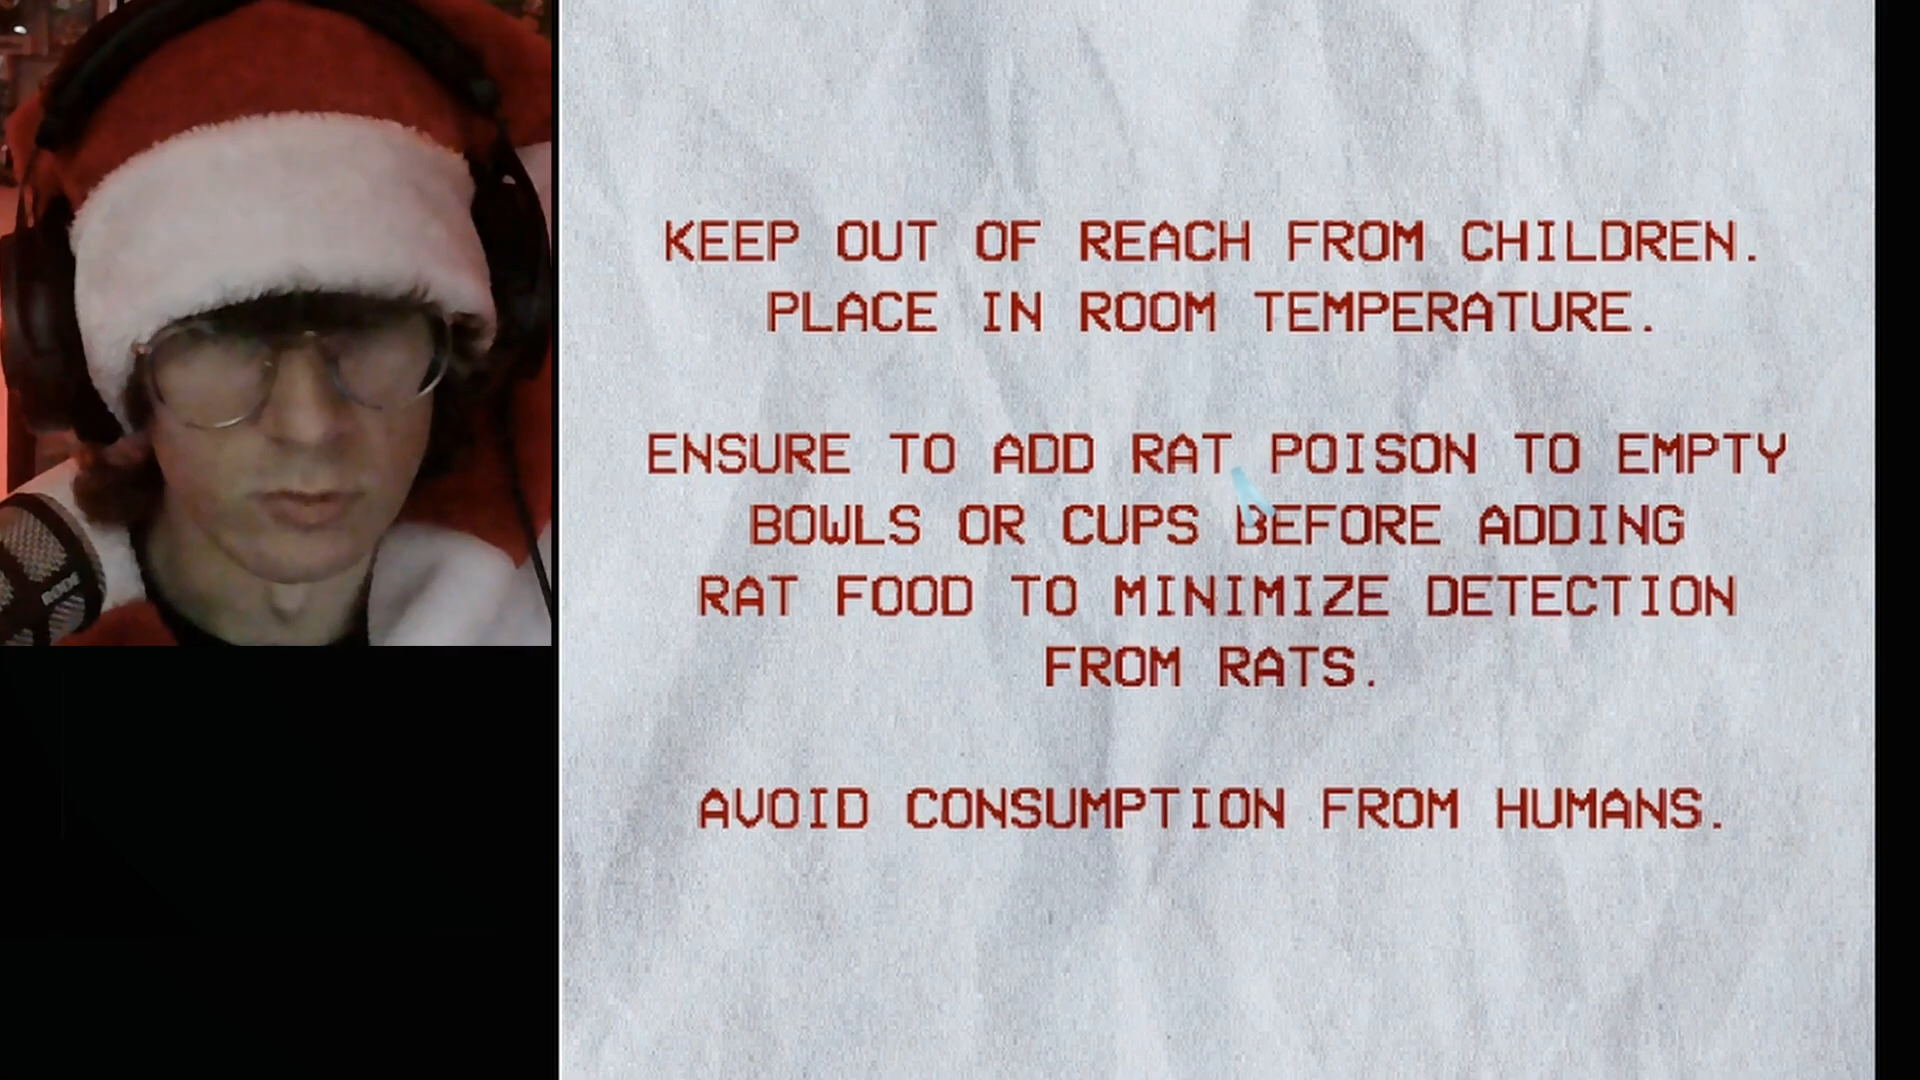 KEEP OUT OF REACH FROM CHILDREN.
PLACE IN ROOM TEMPERATURE.
ENSURE TO ADD RAT POISON TO EMPTY
BOWLS OR CUPS BEFORE ADDING
RAT FOOD TO MINIMIZE DETECTION
FROM RATS.
AVOID CONSUMPTION FROM HUMANS.